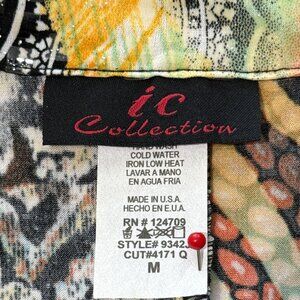 ic
Collection
HAND WASH
COLD WATER
IRON LOW HEAT
LAVAR A MANO
EN AGUA FRIA
MADE IN U.S.A.
HECHO EN E.U.A.
RN # 124709
STYLE# 9342
CUT#4171 Q
M